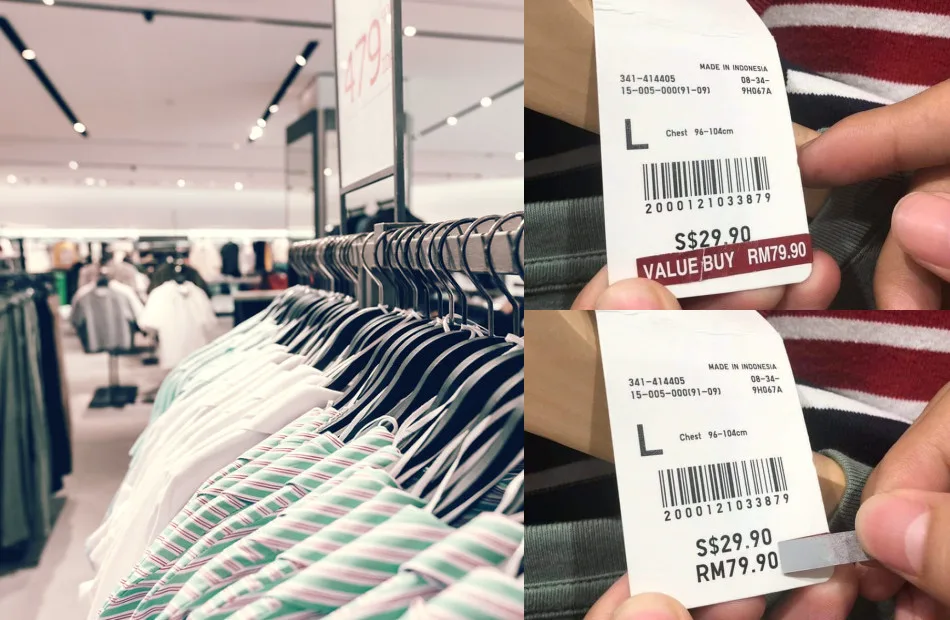 479
MADE IN INDONESIA
341-414405 08-34-
15-005-000(91-09) 9H067A
L Chest 96-104cm
2000121033879
S$29.90
VALUE BUY RM79.90
MADE IN INDONESIA
341-414405 08-34-
15-005-000(91-09) 9H067A
L Chest 96-104cm
2000121033879
S$29.90
RM79.90